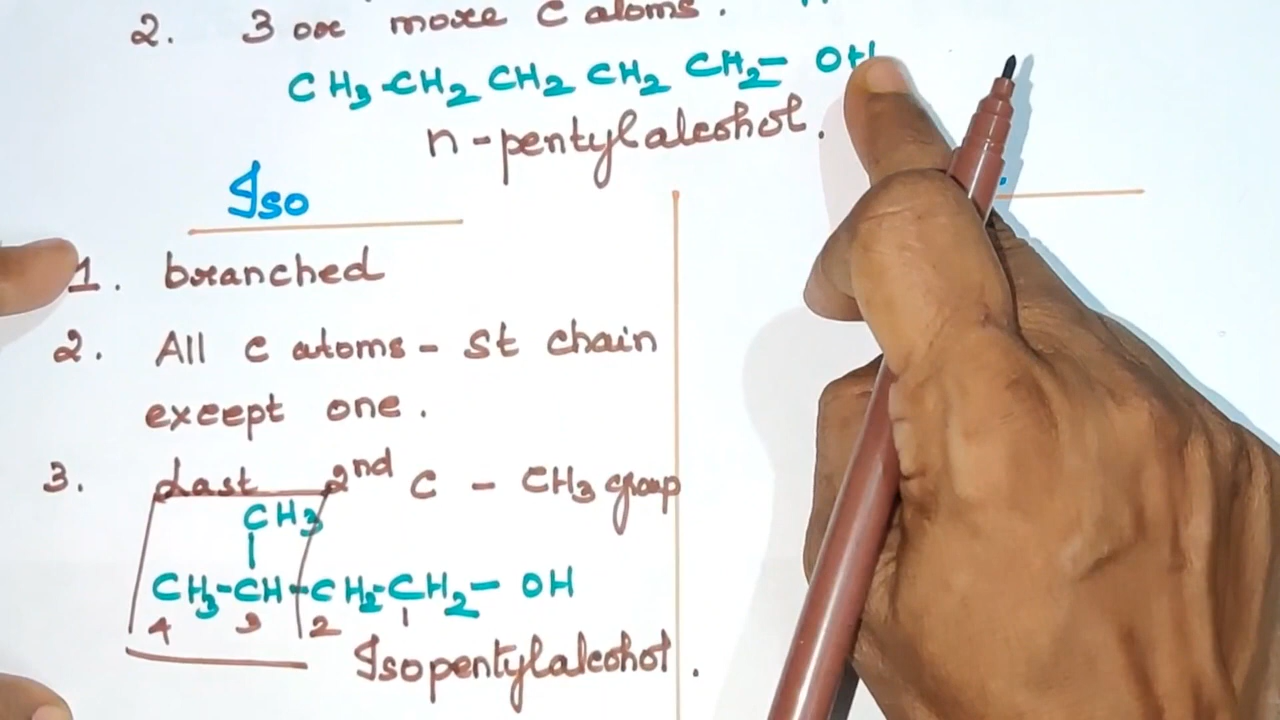 2. 3 or more C atoms.
CH3-CH2 CH2 CH2 CH2- OH
n-pentylalcohol.
Iso
1. branched
2. All c atoms - St chain
except one.
3. Last 2nd C - CH3 group
CH3
CH3-CH-CH2-CH2-OH
4 3 2 1
Isopentylalcohol.